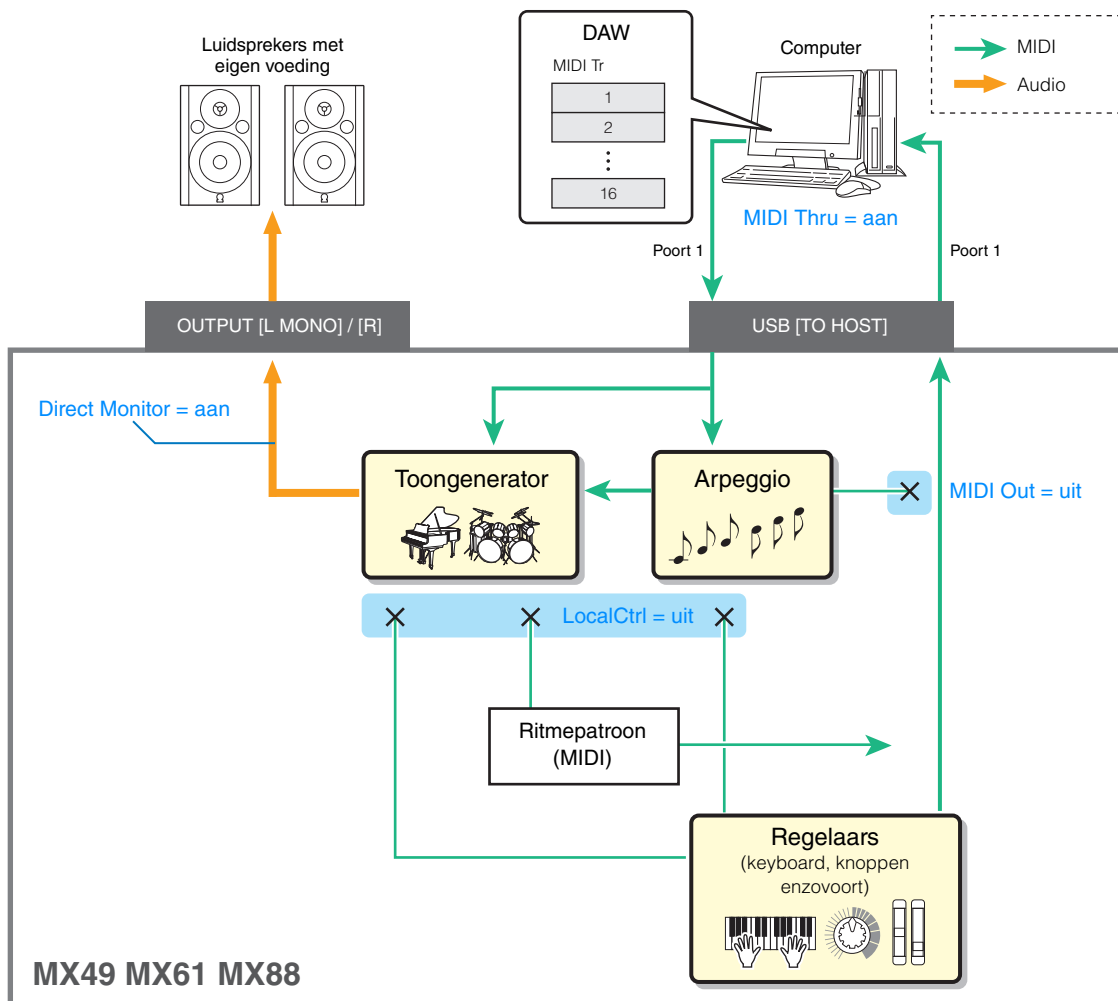 Luidsprekers met
eigen voeding
DAW
MIDI Tr
1
2
16
Computer
MIDI
Audio
MIDI Thru = aan
Poort 1
Poort 1
OUTPUT [L MONO] / [R]
USB [TO HOST]
Direct Monitor = aan
Toongenerator
Arpeggio
MIDI Out = uit
LocalCtrl = uit
Ritmepatroon
(MIDI)
Regelaars
(keyboard, knoppen
enzovoort)
MX49 MX61 MX88